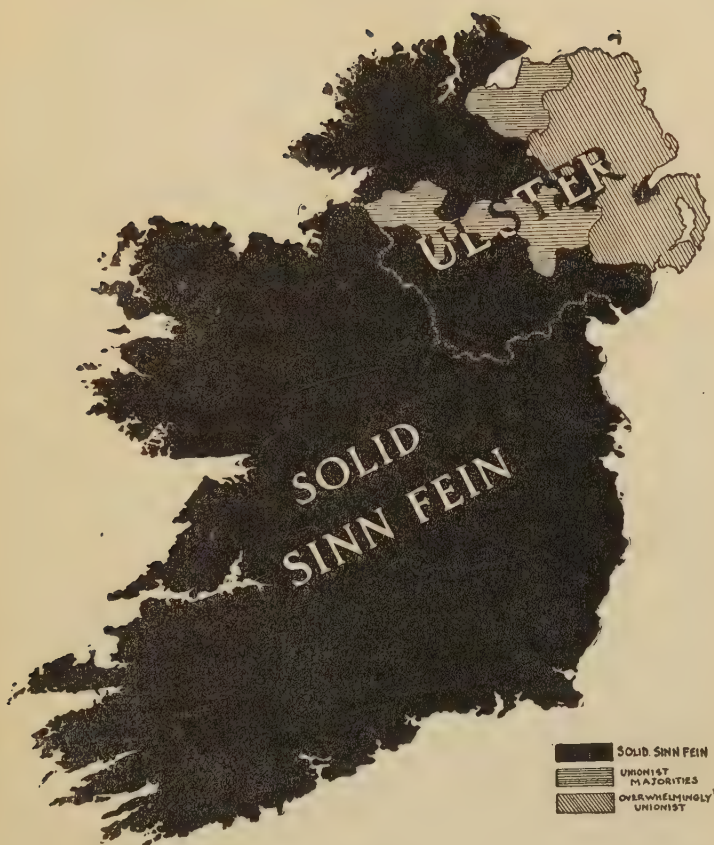 ULSTER
SOLID
SINN FEIN
SOLID SINN FEIN
UNIONIST
MAJORITIES
OVERWHELMINGLY
UNIONIST